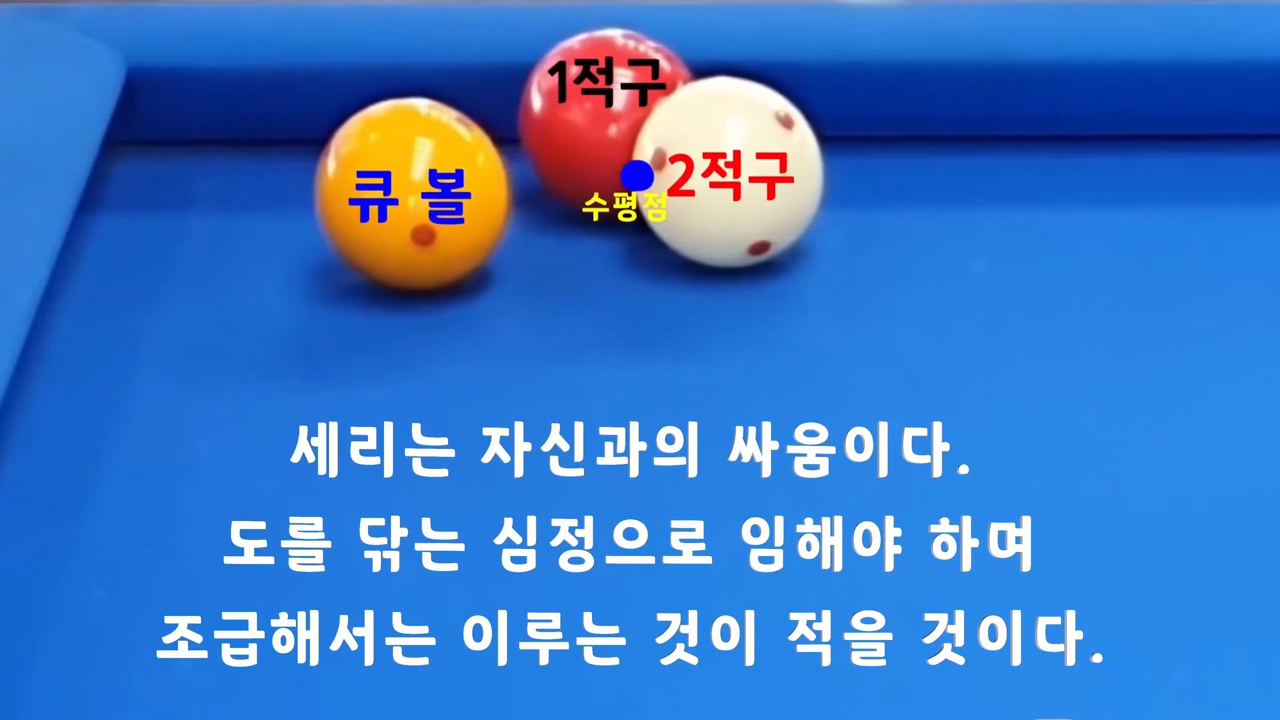 1적구
큐 볼
2적구
수평점
세리는 자신과의 싸움이다.
도를 닦는 심정으로 임해야 하며
조급해서는 이루는 것이 적을 것이다.